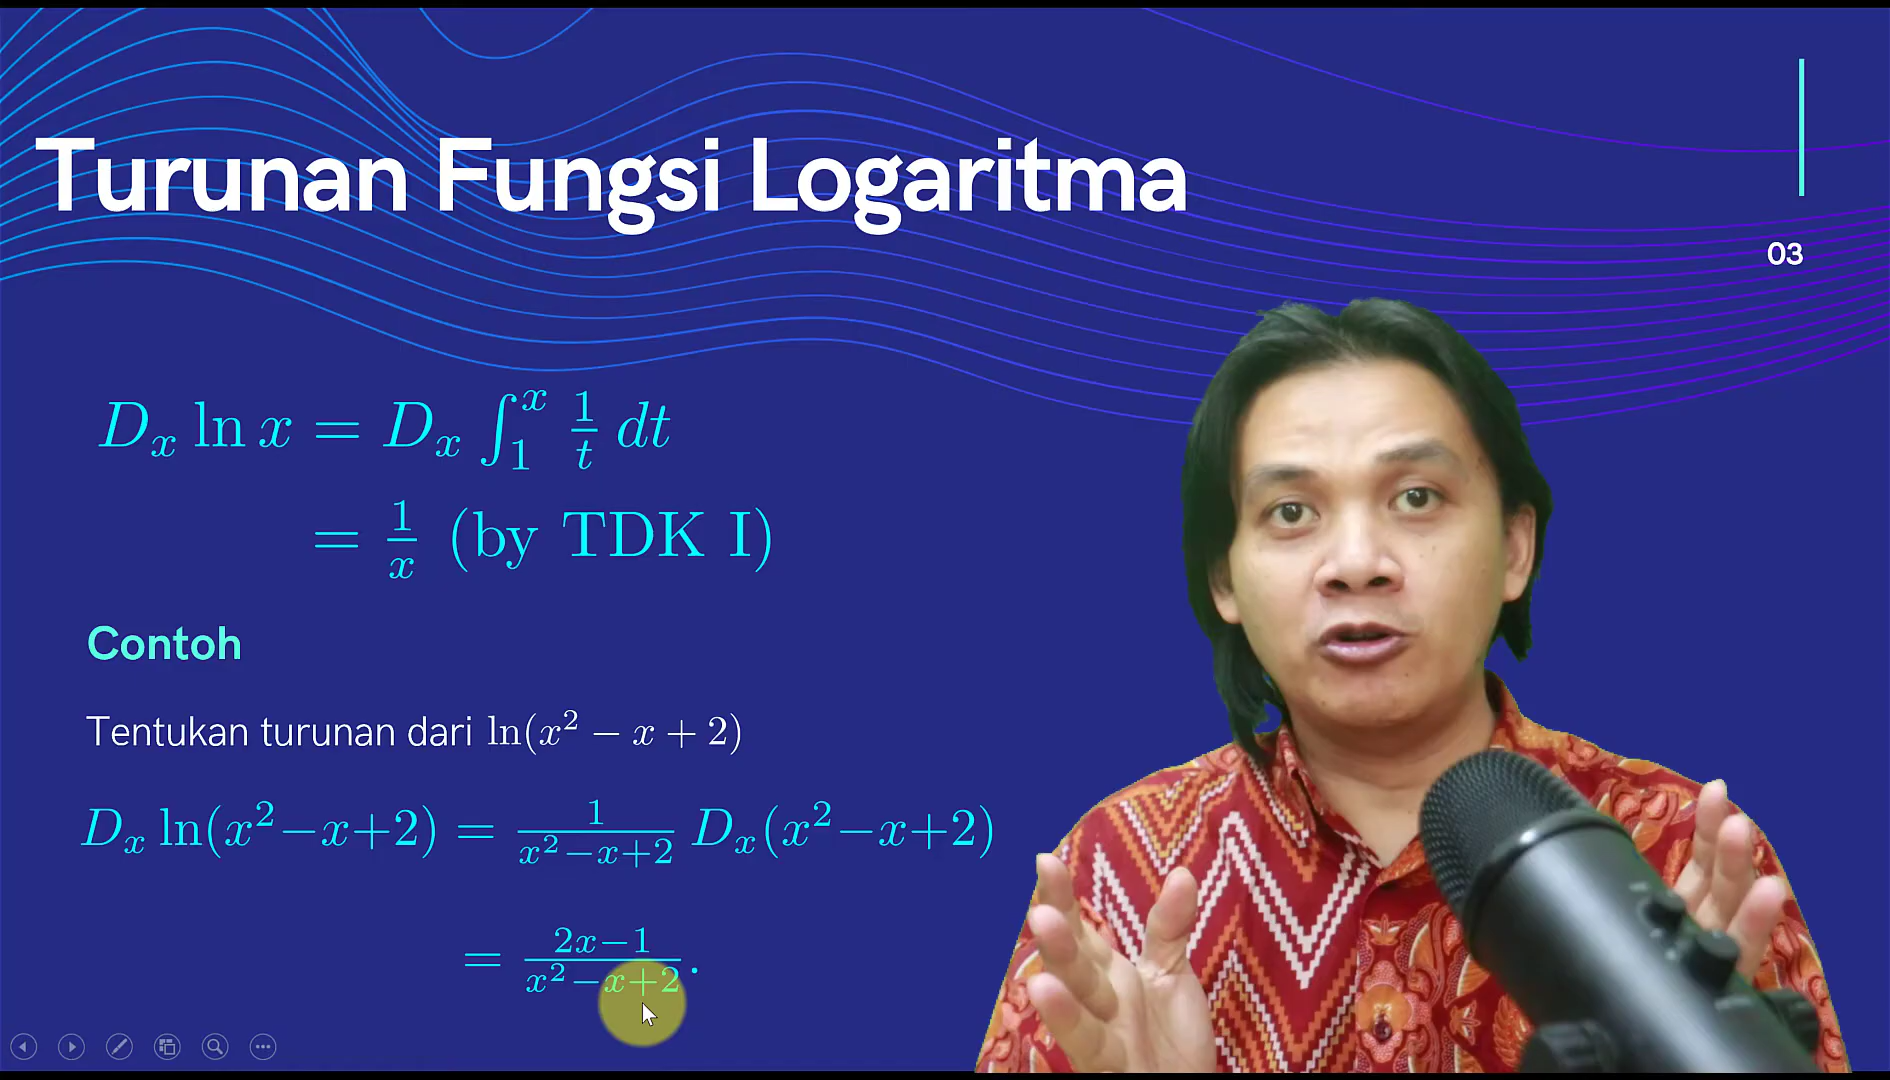 Turunan Fungsi Logaritma
03
D_x ln x = D_x ∫_1^x 1/t dt
= 1/x (by TDK I)
Contoh
Tentukan turunan dari ln(x² − x + 2)
D_x ln(x²−x+2) = 1/(x²−x+2) D_x(x²−x+2)
= (2x−1)/(x²−x+2).